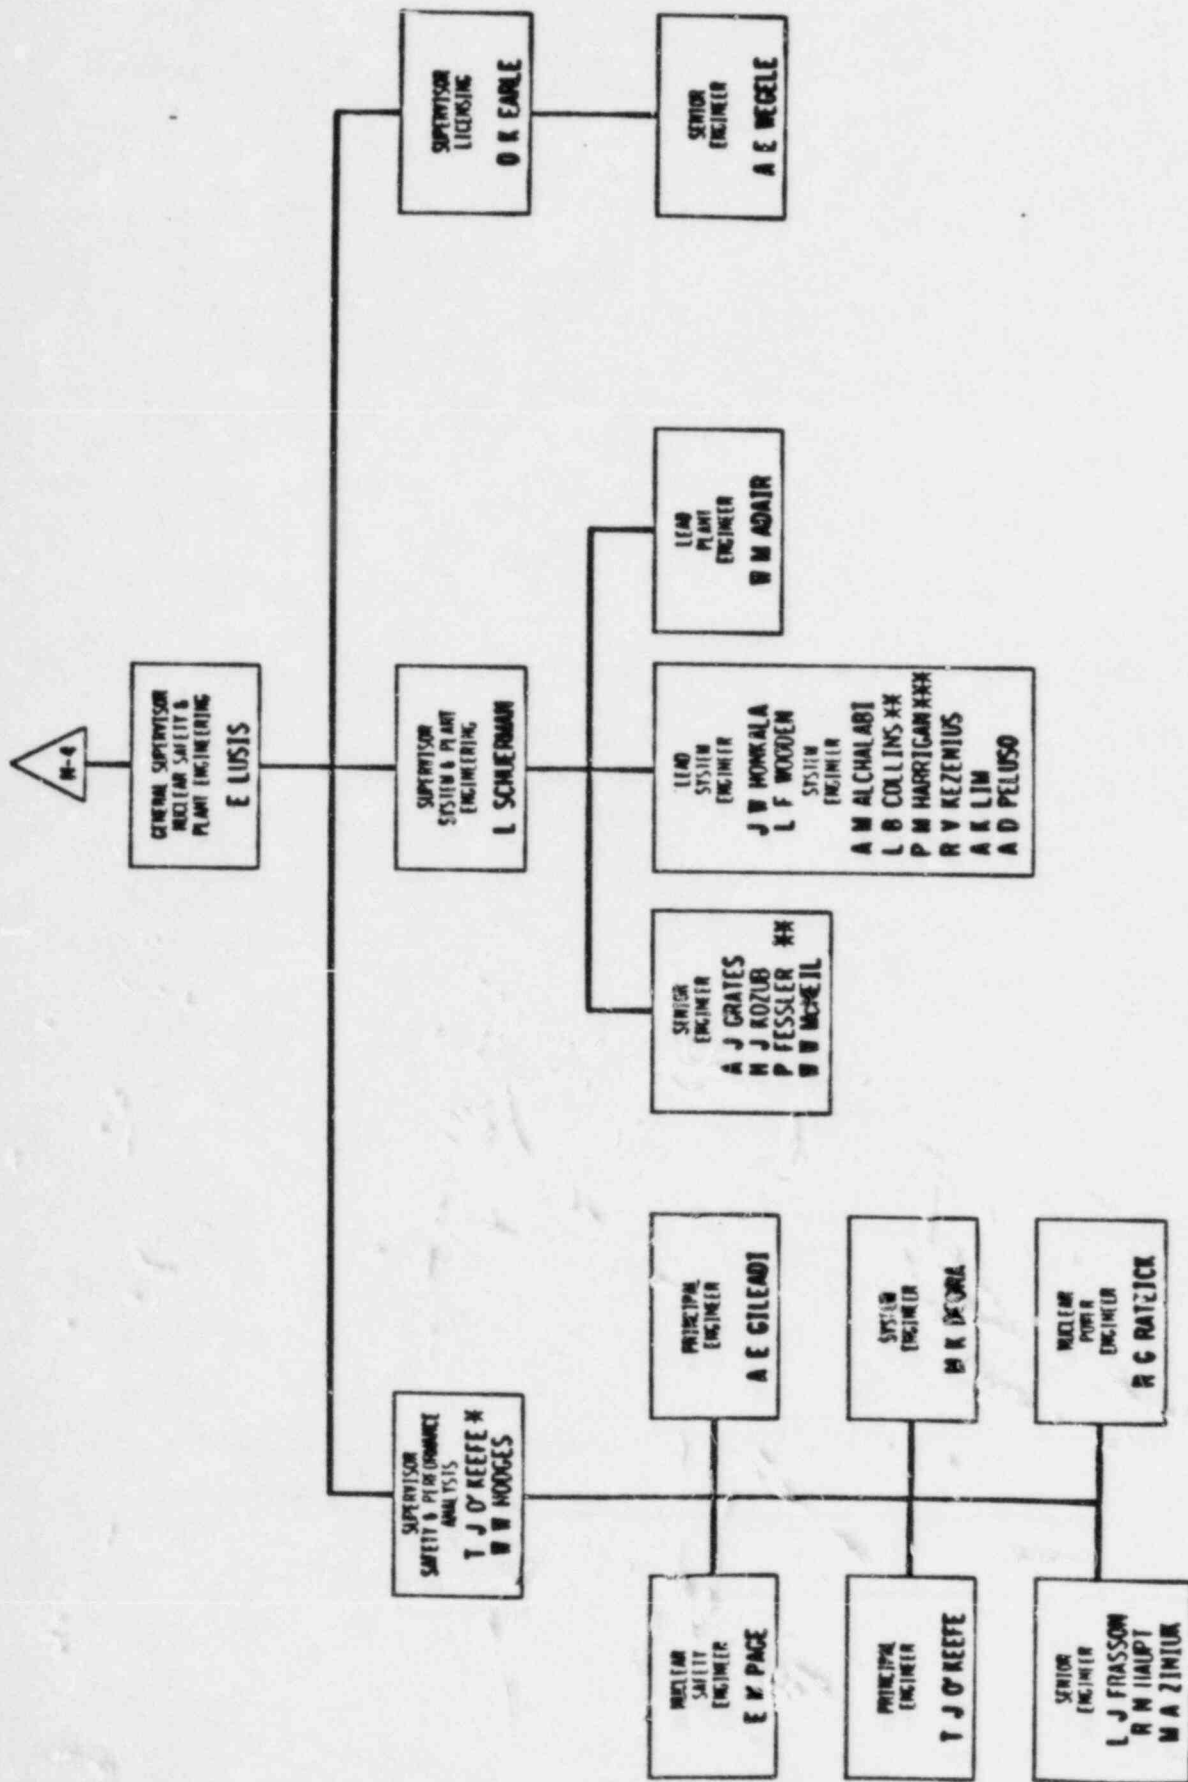 N-4
GENERAL SUPERVISOR
NUCLEAR SAFETY &
PLANT ENGINEERING
E LUSIS
SUPERVISOR
SAFETY & PERFORMANCE
ANALYSIS
T J O'KEEFE *
W W HODGES
SUPERVISOR
SYSTEM & PLANT
ENGINEERING
L SCHUERMAN
SUPERVISOR
LICENSING
O K EARLE
NUCLEAR
SAFETY
ENGINEER
E W PAGE
PRINCIPAL
ENGINEER
A E GILEADI
PRINCIPAL
ENGINEER
T J O'KEEFE
SYSTEM
ENGINEER
K DEORA
SENIOR
ENGINEER
L J FRASSON
R N HAUPT
M A ZIMIUK
NUCLEAR
POWER
ENGINEER
R G RATEICK
SENIOR
ENGINEER
A J GRATES
H J KOZUB
P FESSLER **
W W McNEIL
LEAD
SYSTEM
ENGINEER
J W HONKALA
L F WOODEN
SYSTEM
ENGINEER
A M ALCHALABI
L B COLLINS **
P M HARRIGAN ***
R V KEZENIUS
A K LIM
A D PELUSO
LEAD
PLANT
ENGINEER
W M ADAIR
SENIOR
ENGINEER
A E WEGELE